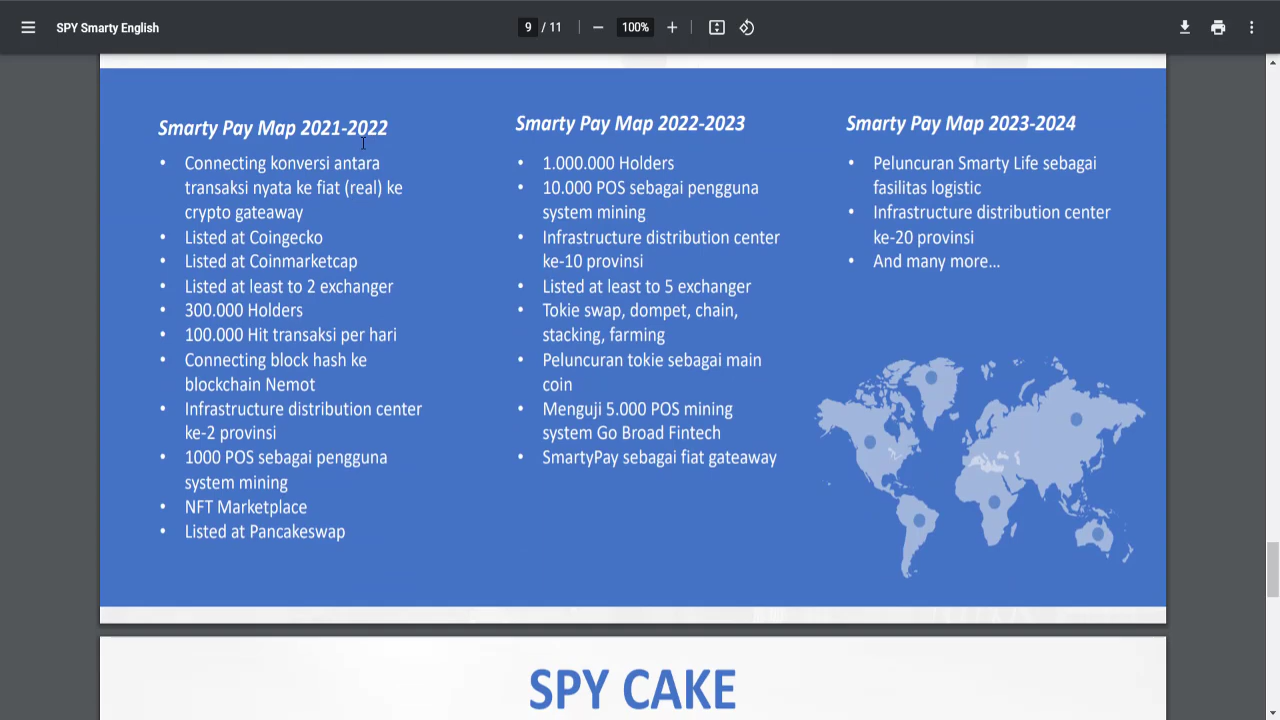 SPY Smarty English
9 / 11
100%
Smarty Pay Map 2021-2022
• Connecting konversi antara
transaksi nyata ke fiat (real) ke
crypto gateaway
• Listed at Coingecko
• Listed at Coinmarketcap
• Listed at least to 2 exchanger
• 300.000 Holders
• 100.000 Hit transaksi per hari
• Connecting block hash ke
blockchain Nemot
• Infrastructure distribution center
ke-2 provinsi
• 1000 POS sebagai pengguna
system mining
• NFT Marketplace
• Listed at Pancakeswap
Smarty Pay Map 2022-2023
• 1.000.000 Holders
• 10.000 POS sebagai pengguna
system mining
• Infrastructure distribution center
ke-10 provinsi
• Listed at least to 5 exchanger
• Tokie swap, dompet, chain,
stacking, farming
• Peluncuran tokie sebagai main
coin
• Menguji 5.000 POS mining
system Go Broad Fintech
• SmartyPay sebagai fiat gateaway
Smarty Pay Map 2023-2024
• Peluncuran Smarty Life sebagai
fasilitas logistic
• Infrastructure distribution center
ke-20 provinsi
• And many more...
SPY CAKE